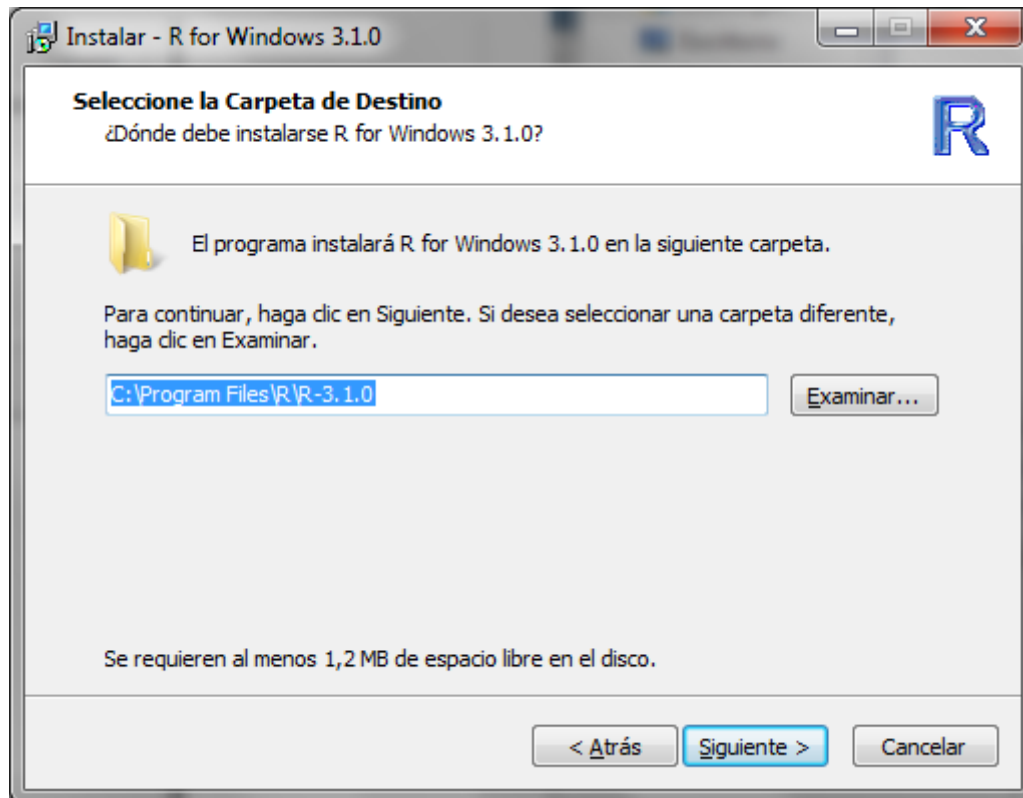 Instalar - R for Windows 3.1.0
Seleccione la Carpeta de Destino
¿Dónde debe instalarse R for Windows 3.1.0?
R
El programa instalará R for Windows 3.1.0 en la siguiente carpeta.
Para continuar, haga clic en Siguiente. Si desea seleccionar una carpeta diferente,
haga clic en Examinar.
C:\Program Files\R\R-3.1.0
Examinar...
Se requieren al menos 1,2 MB de espacio libre en el disco.
< Atrás
Siguiente >
Cancelar